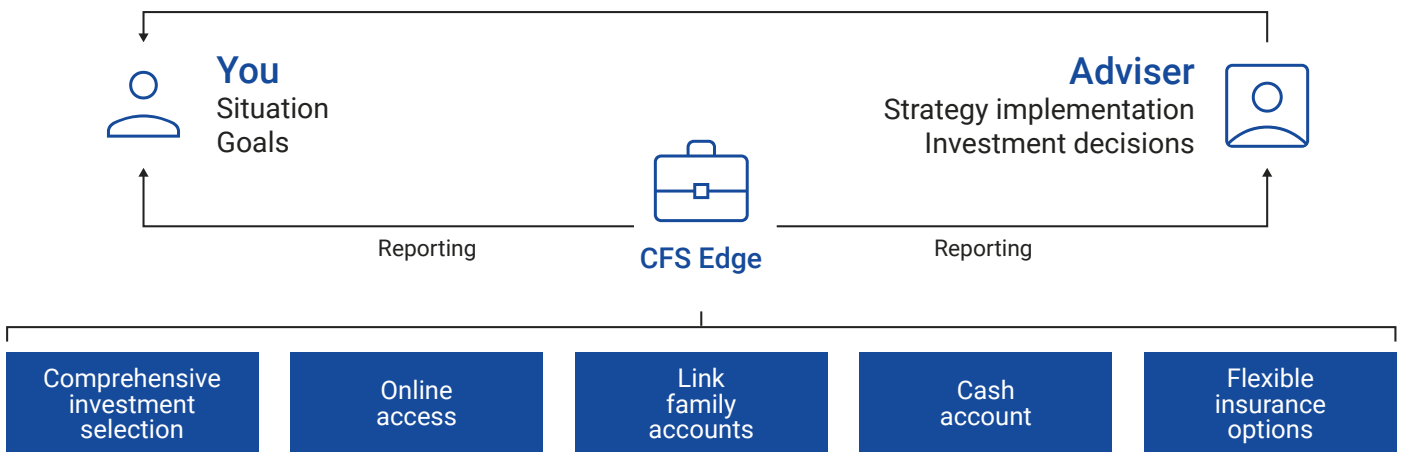 You
Situation
Goals
Adviser
Strategy implementation
Investment decisions
Reporting
CFS Edge
Reporting
Comprehensive
investment
selection
Online
access
Link
family
accounts
Cash
account
Flexible
insurance
options